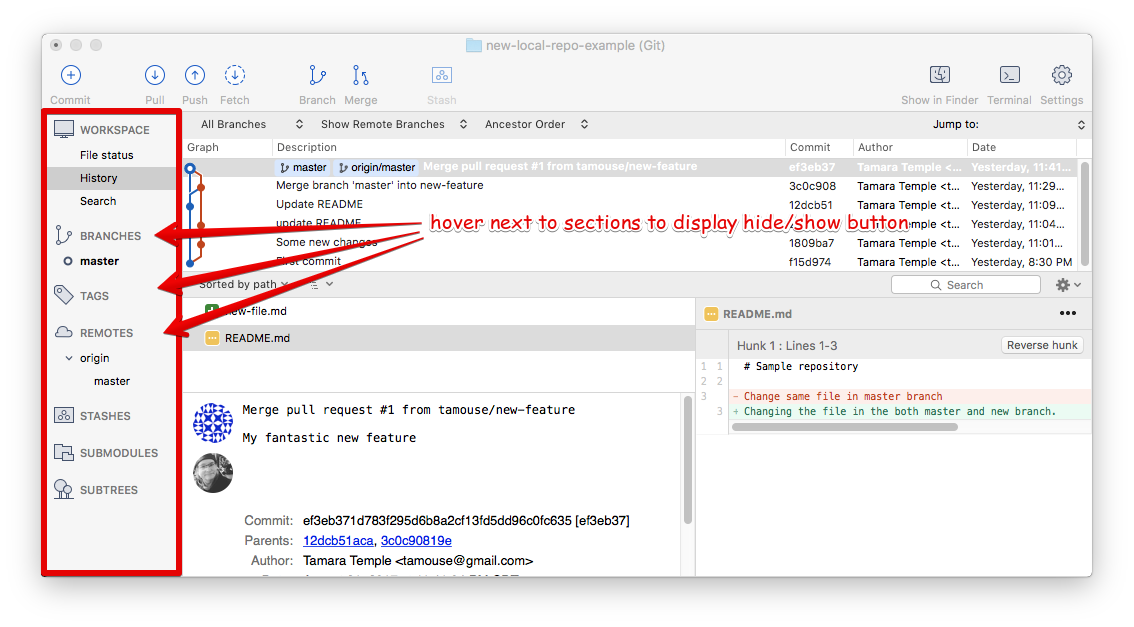 new-local-repo-example (Git)
Commit Pull Push Fetch Branch Merge Stash Show in Finder Terminal Settings
WORKSPACE
File status
History
Search
BRANCHES
master
TAGS
REMOTES
origin
master
STASHES
SUBMODULES
SUBTREES
All Branches Show Remote Branches Ancestor Order Jump to:
Graph Description Commit Author Date
master origin/master Merge pull request #1 from tamouse/new-feature ef3eb37 Tamara Temple <t... Yesterday, 11:41...
Merge branch 'master' into new-feature 3c0c908 Tamara Temple <t... Yesterday, 11:29...
Update README 12dcb51 Tamara Temple <t... Yesterday, 11:09...
update README Tamara Temple <t... Yesterday, 11:04...
hover next to sections to display hide/show button
Some new changes 1809ba7 Tamara Temple <t... Yesterday, 11:01...
First commit f15d974 Tamara Temple <t... Yesterday, 8:30 PM
Sorted by path Search
new-file.md
README.md
README.md
Hunk 1 : Lines 1-3 Reverse hunk
1 1 # Sample repository
2 2
3 - Change same file in master branch
3 + Changing the file in the both master and new branch.
Merge pull request #1 from tamouse/new-feature
My fantastic new feature
Commit: ef3eb371d783f295d6b8a2cf13fd5dd96c0fc635 [ef3eb37]
Parents: 12dcb51aca, 3c0c90819e
Author: Tamara Temple <tamouse@gmail.com>